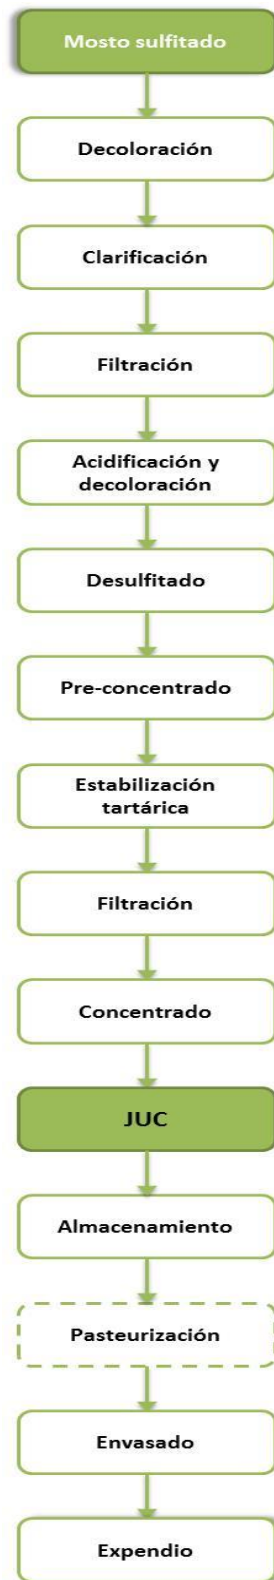 Mosto sulfitado
Decoloración
Clarificación
Filtración
Acidificación y
decoloración
Desulfitado
Pre-concentrado
Estabilización
tartárica
Filtración
Concentrado
JUC
Almacenamiento
Pasteurización
Envasado
Expendio